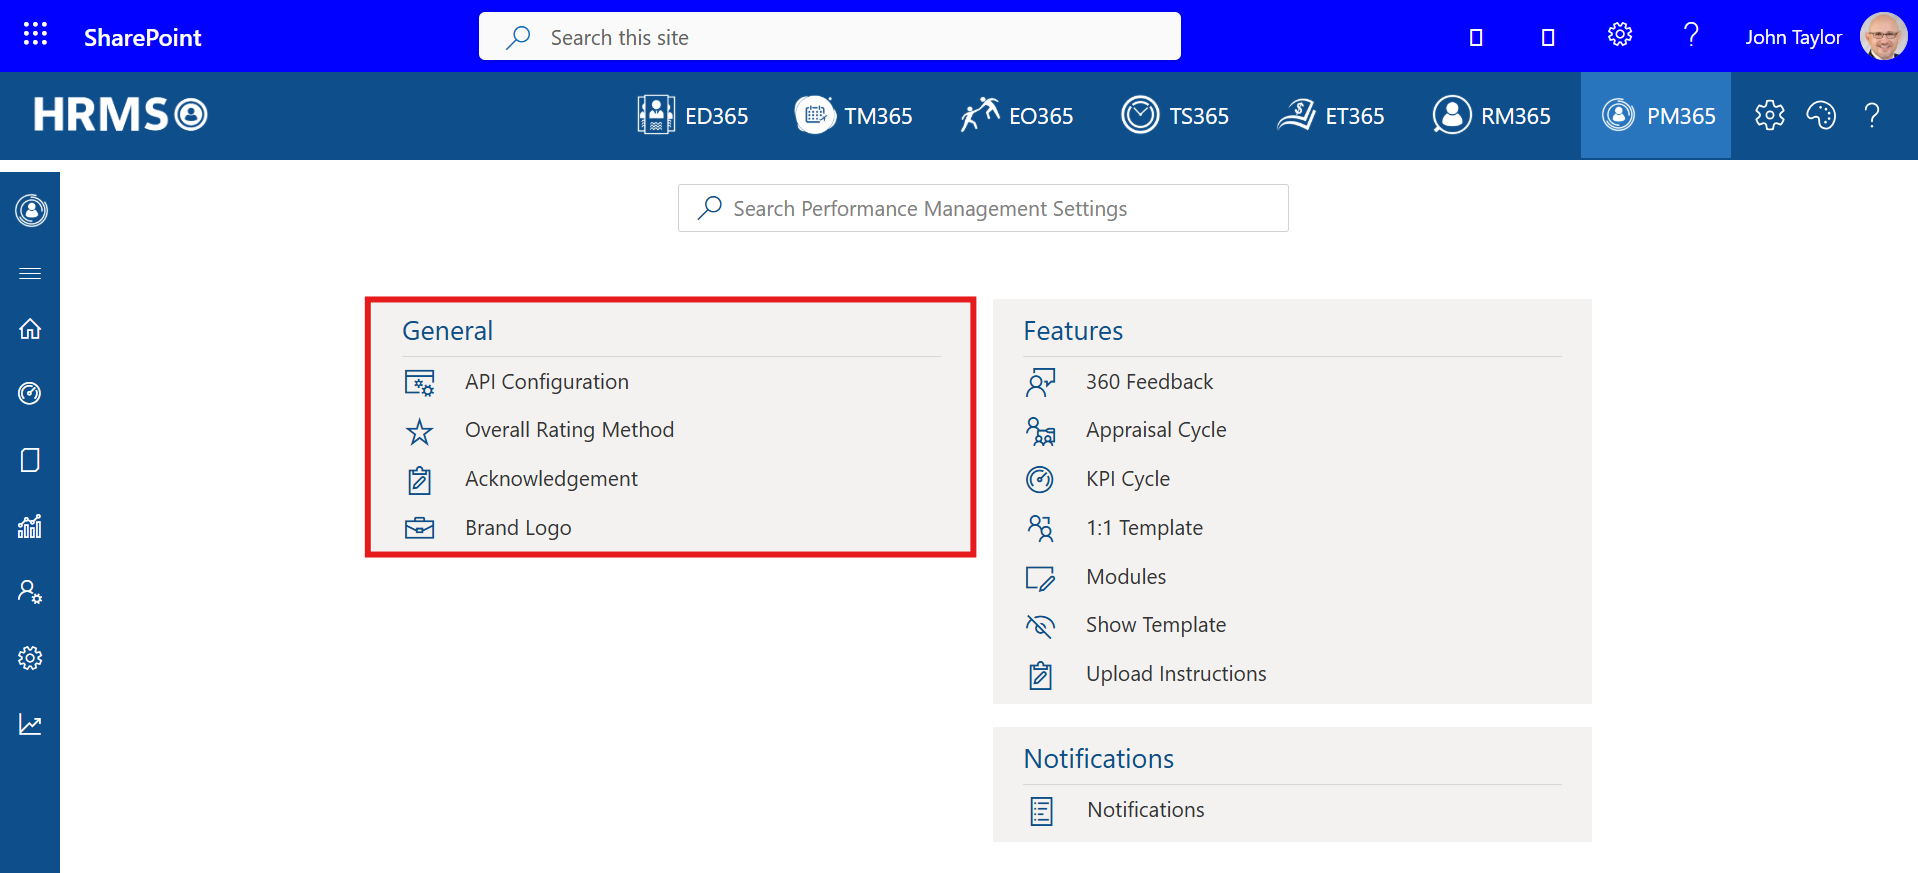 SharePoint
Search this site
John Taylor
HRMS
ED365
TM365
EO365
TS365
ET365
RM365
PM365
Search Performance Management Settings
General
API Configuration
Overall Rating Method
Acknowledgement
Brand Logo
Features
360 Feedback
Appraisal Cycle
KPI Cycle
1:1 Template
Modules
Show Template
Upload Instructions
Notifications
Notifications